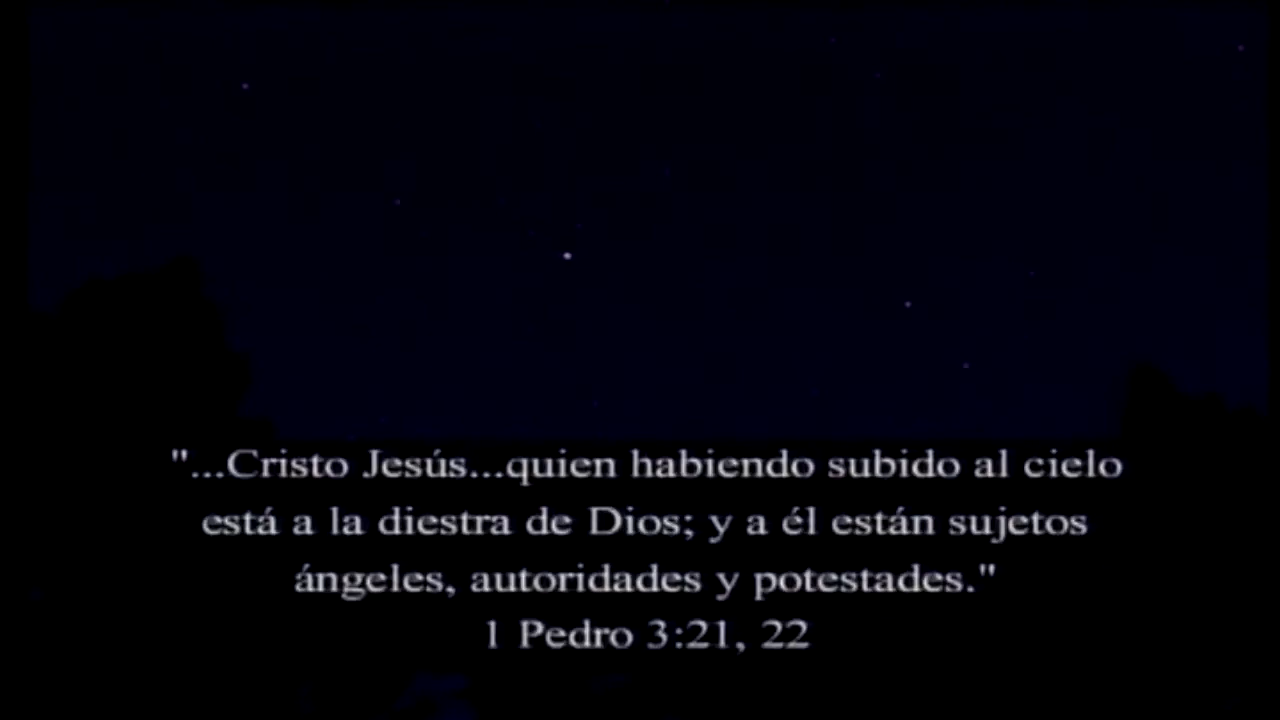 "...Cristo Jesús...quien habiendo subido al cielo
está a la diestra de Dios; y a él están sujetos
ángeles, autoridades y potestades."
1 Pedro 3:21, 22